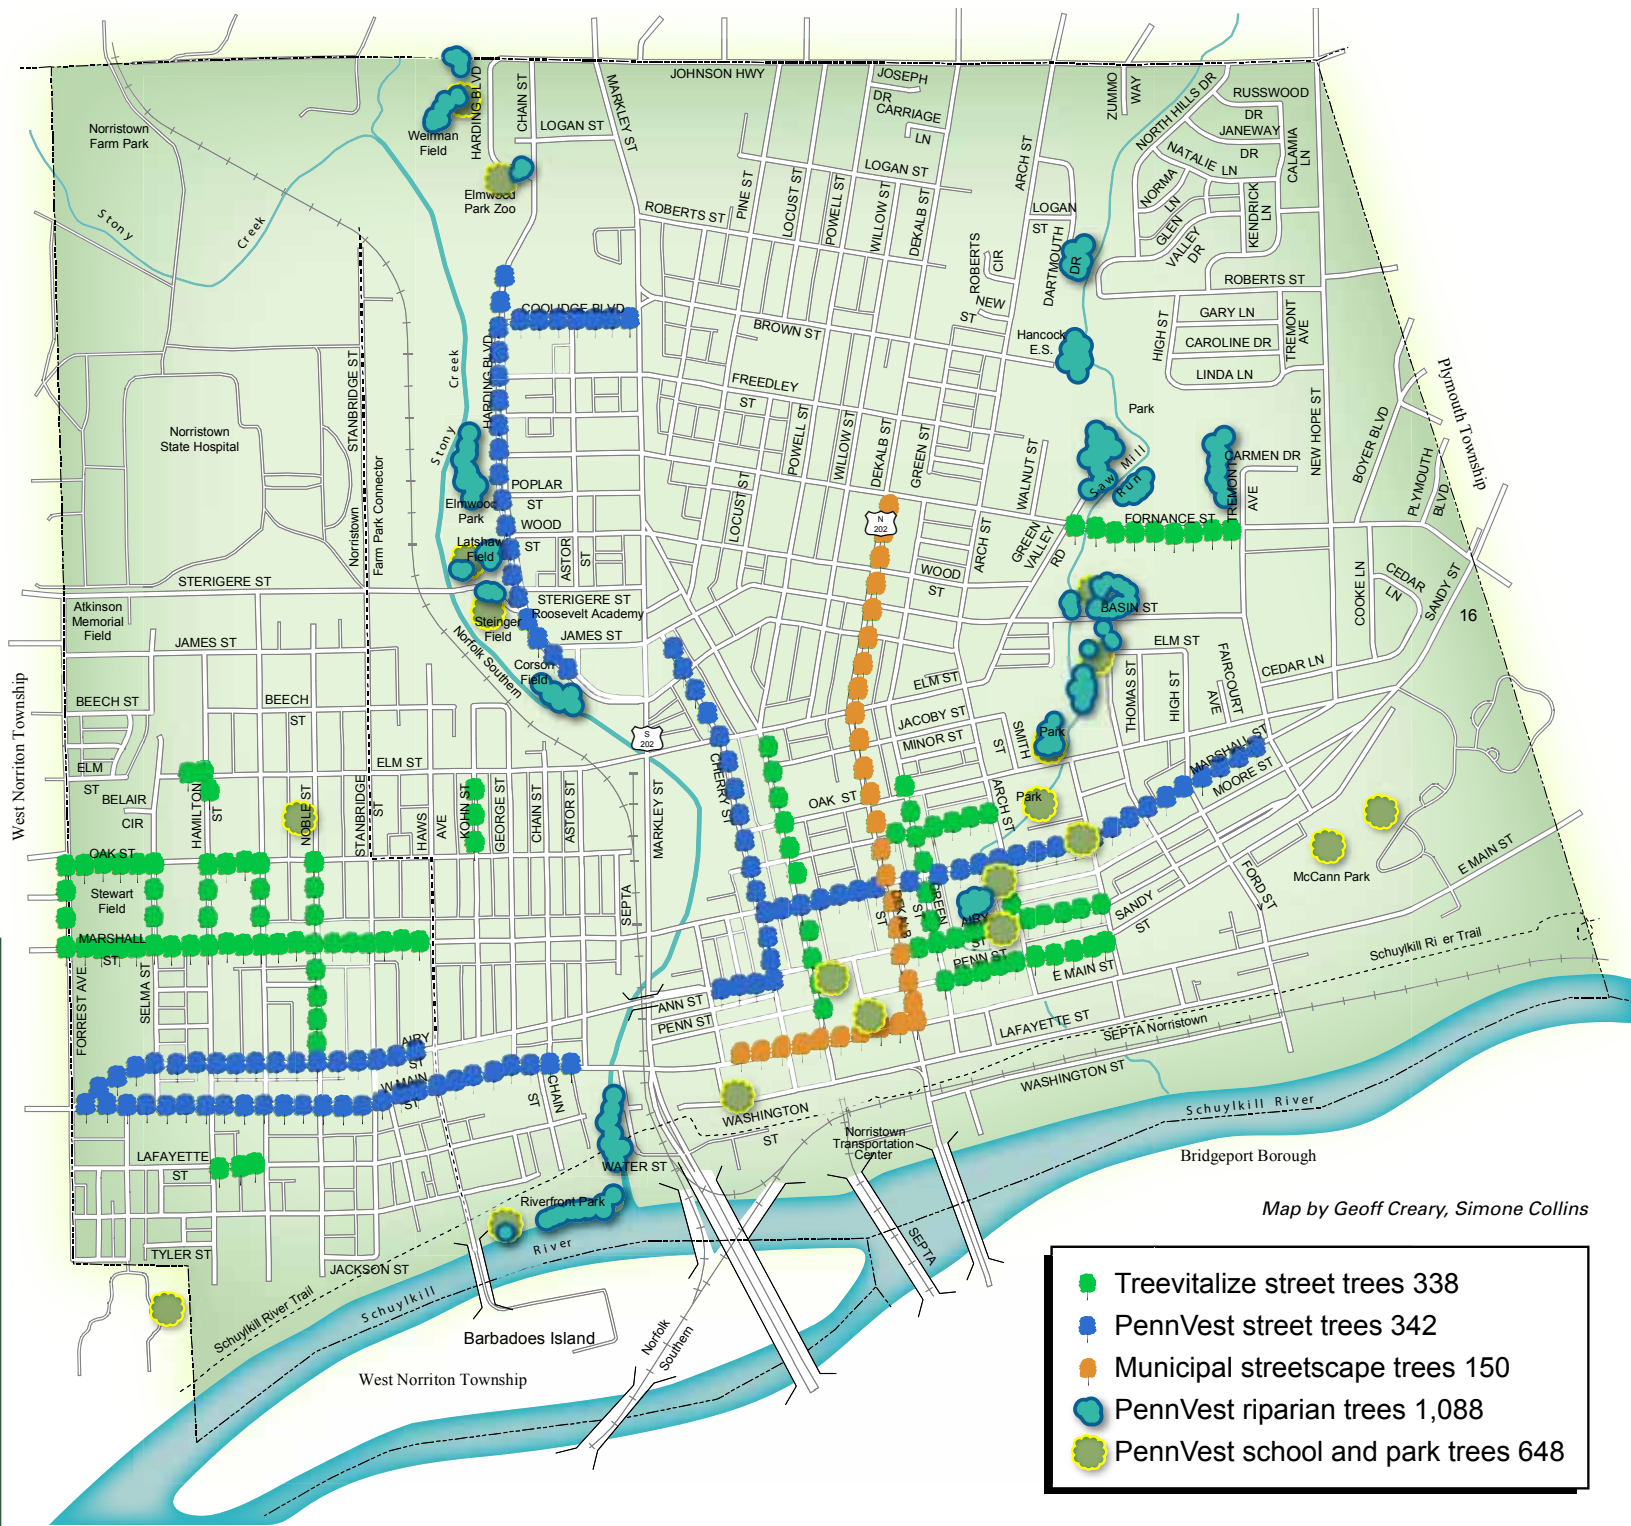 JOHNSON HWY
JOSEPH
DR
CARRIAGE
LN
ZUMMO
WAY
NORTH HILLS DR
RUSSWOOD
DR
JANEWAY
DR
CALAMIA
LN
NATALIE
LN
NORMA
LN
GLEN
VALLEY
DR
KENDRICK
LN
Norristown
Farm Park
Weirman
Field
HARDING BLVD
CHAIN ST
LOGAN ST
MARKLEY ST
Elmwood
Park Zoo
ROBERTS ST
PINE ST
LOCUST ST
POWELL ST
WILLOW ST
DEKALB ST
LOGAN ST
ARCH ST
LOGAN
ST
DARTMOUTH
DR
ROBERTS
CIR
NEW
ST
Stony
Creek
ROBERTS ST
GARY LN
CAROLINE DR
LINDA LN
HIGH ST
TREMONT
AVE
COOLIDGE BLVD
BROWN ST
Hancock
E.S.
FREEDLEY
ST
Creek
Stony
HARDING BLVD
STANBRIDGE ST
Norristown
State Hospital
Norristown
Farm Park Connector
POWELL ST
WILLOW ST
DEKALB ST
GREEN ST
WALNUT ST
LOCUST ST
Park
Saw Mill
Run
CARMEN DR
TREMONT
AVE
NEW HOPE ST
BOYER BLVD
PLYMOUTH
BLVD
Plymouth Township
Elmwood
Park
POPLAR
ST
WOOD
ST
Latshaw
Field
ASTOR
ST
N
202
FORNANCE ST
ARCH ST
GREEN
VALLEY
RD
WOOD
ST
STERIGERE ST
Atkinson
Memorial
Field
JAMES ST
STERIGERE ST
Roosevelt Academy
JAMES ST
Steinger
Field
Corson
Field
Norfolk Southern
BASIN ST
ELM ST
COOKE LN
CEDAR
LN
SANDY ST
16
CEDAR LN
FAIRCOURT
AVE
THOMAS ST
HIGH ST
West Norriton Township
BEECH ST
BEECH
ST
ELM ST
JACOBY ST
MINOR ST
SMITH
ST
Park
S
202
ELM
ST
BELAIR
CIR
HAMILTON
ST
NOBLE ST
STANBRIDGE
ST
ELM ST
HAWS
AVE
KOHN ST
GEORGE ST
CHAIN ST
ASTOR ST
MARKLEY ST
CHERRY ST
OAK ST
ARCH ST
Park
MARSHALL ST
MOORE ST
OAK ST
Stewart
Field
MARSHALL
ST
SEPTA
DEKALB
ST
GREEN
ST
AIRY
ST
PENN ST
E MAIN ST
SANDY
ST
FORD ST
McCann Park
E MAIN ST
FORREST AVE
SELMA ST
ANN ST
PENN ST
LAFAYETTE ST
SEPTA Norristown
Schuylkill River Trail
AIRY
ST
W MAIN
ST
CHAIN
ST
WASHINGTON
ST
WASHINGTON ST
Schuylkill River
LAFAYETTE
ST
WATER ST
Norristown
Transportation
Center
Bridgeport Borough
Riverfront Park
TYLER ST
JACKSON ST
Schuylkill River Trail
Schuylkill
River
SEPTA
Barbadoes Island
Norfolk
Southern
West Norriton Township
Map by Geoff Creary, Simone Collins
Treevitalize street trees 338
PennVest street trees 342
Municipal streetscape trees 150
PennVest riparian trees 1,088
PennVest school and park trees 648